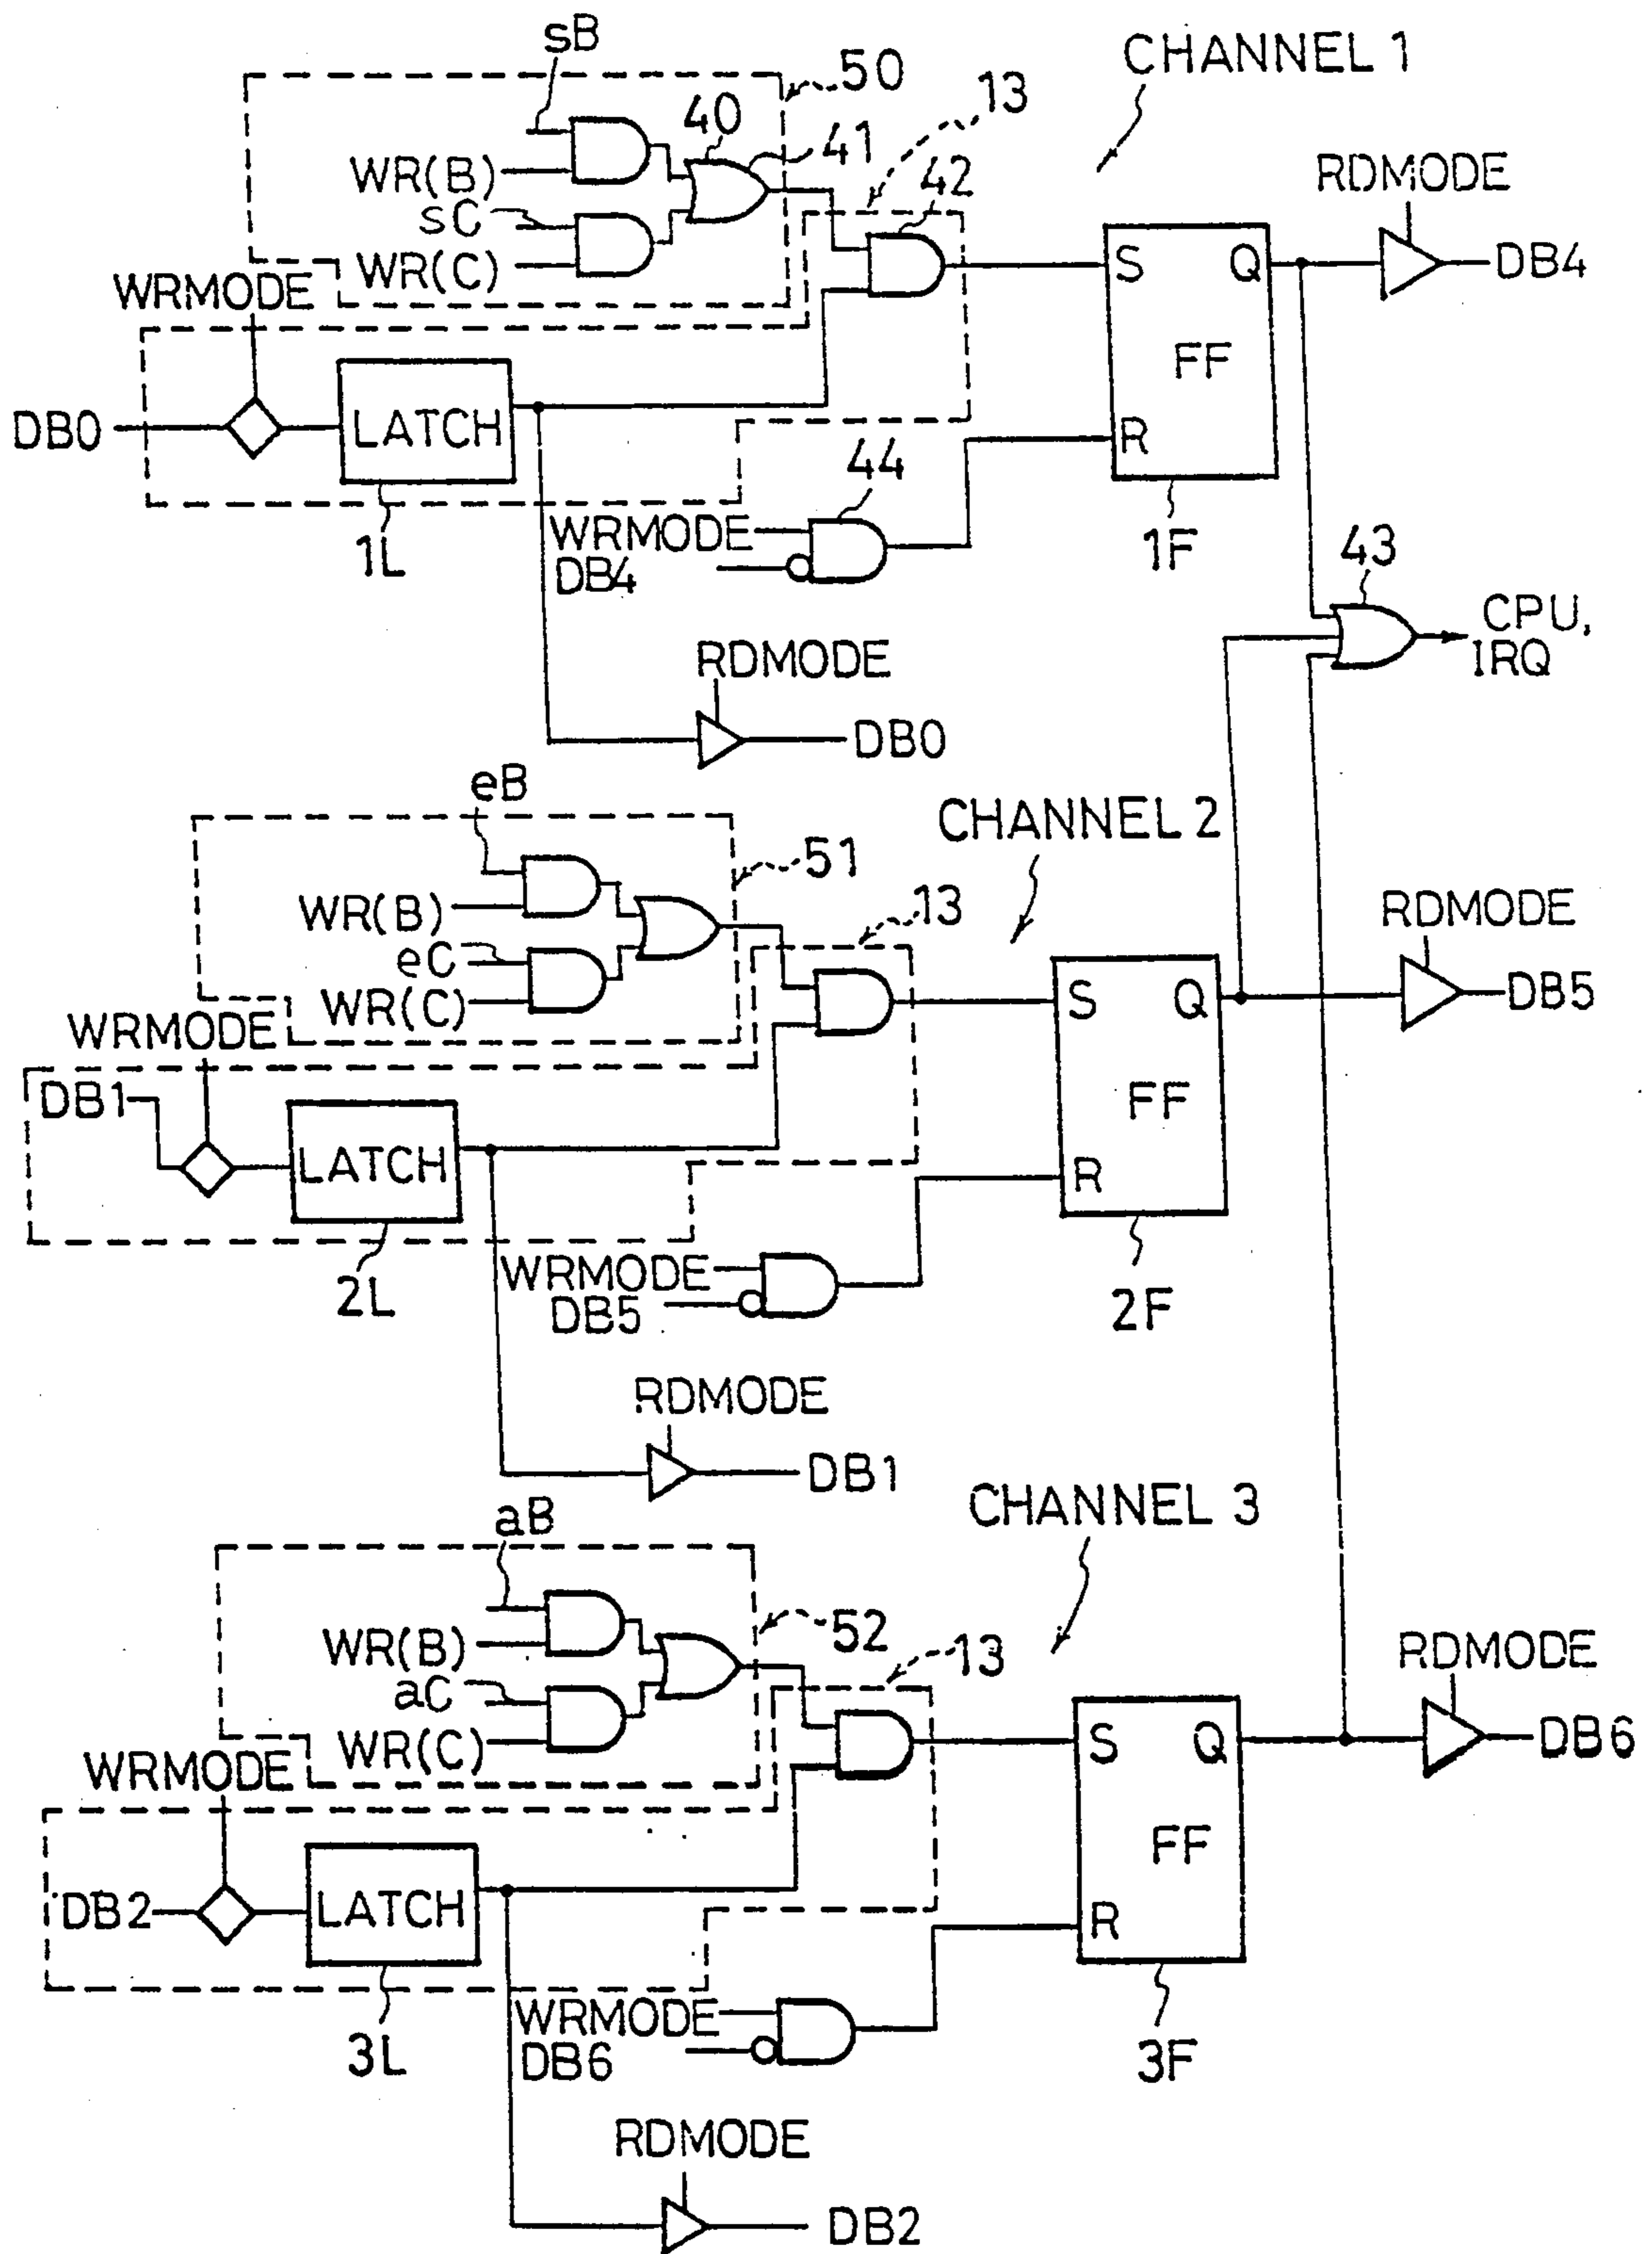 sB
50
CHANNEL 1
40
13
41
WR(B)
42
RDMODE
sC
WR(C)
S
Q
DB4
WRMODE
FF
DB0
LATCH
R
44
1L
WRMODE
DB4
1F
43
CPU,
IRQ
RDMODE
DB0
eB
CHANNEL 2
51
WR(B)
13
RDMODE
eC
WR(C)
S
Q
DB5
WRMODE
DB1
FF
LATCH
R
2L
WRMODE
DB5
2F
RDMODE
DB1
aB
CHANNEL 3
52
WR(B)
13
RDMODE
aC
WR(C)
S
Q
DB6
WRMODE
FF
DB2
LATCH
R
3L
WRMODE
DB6
3F
RDMODE
DB2